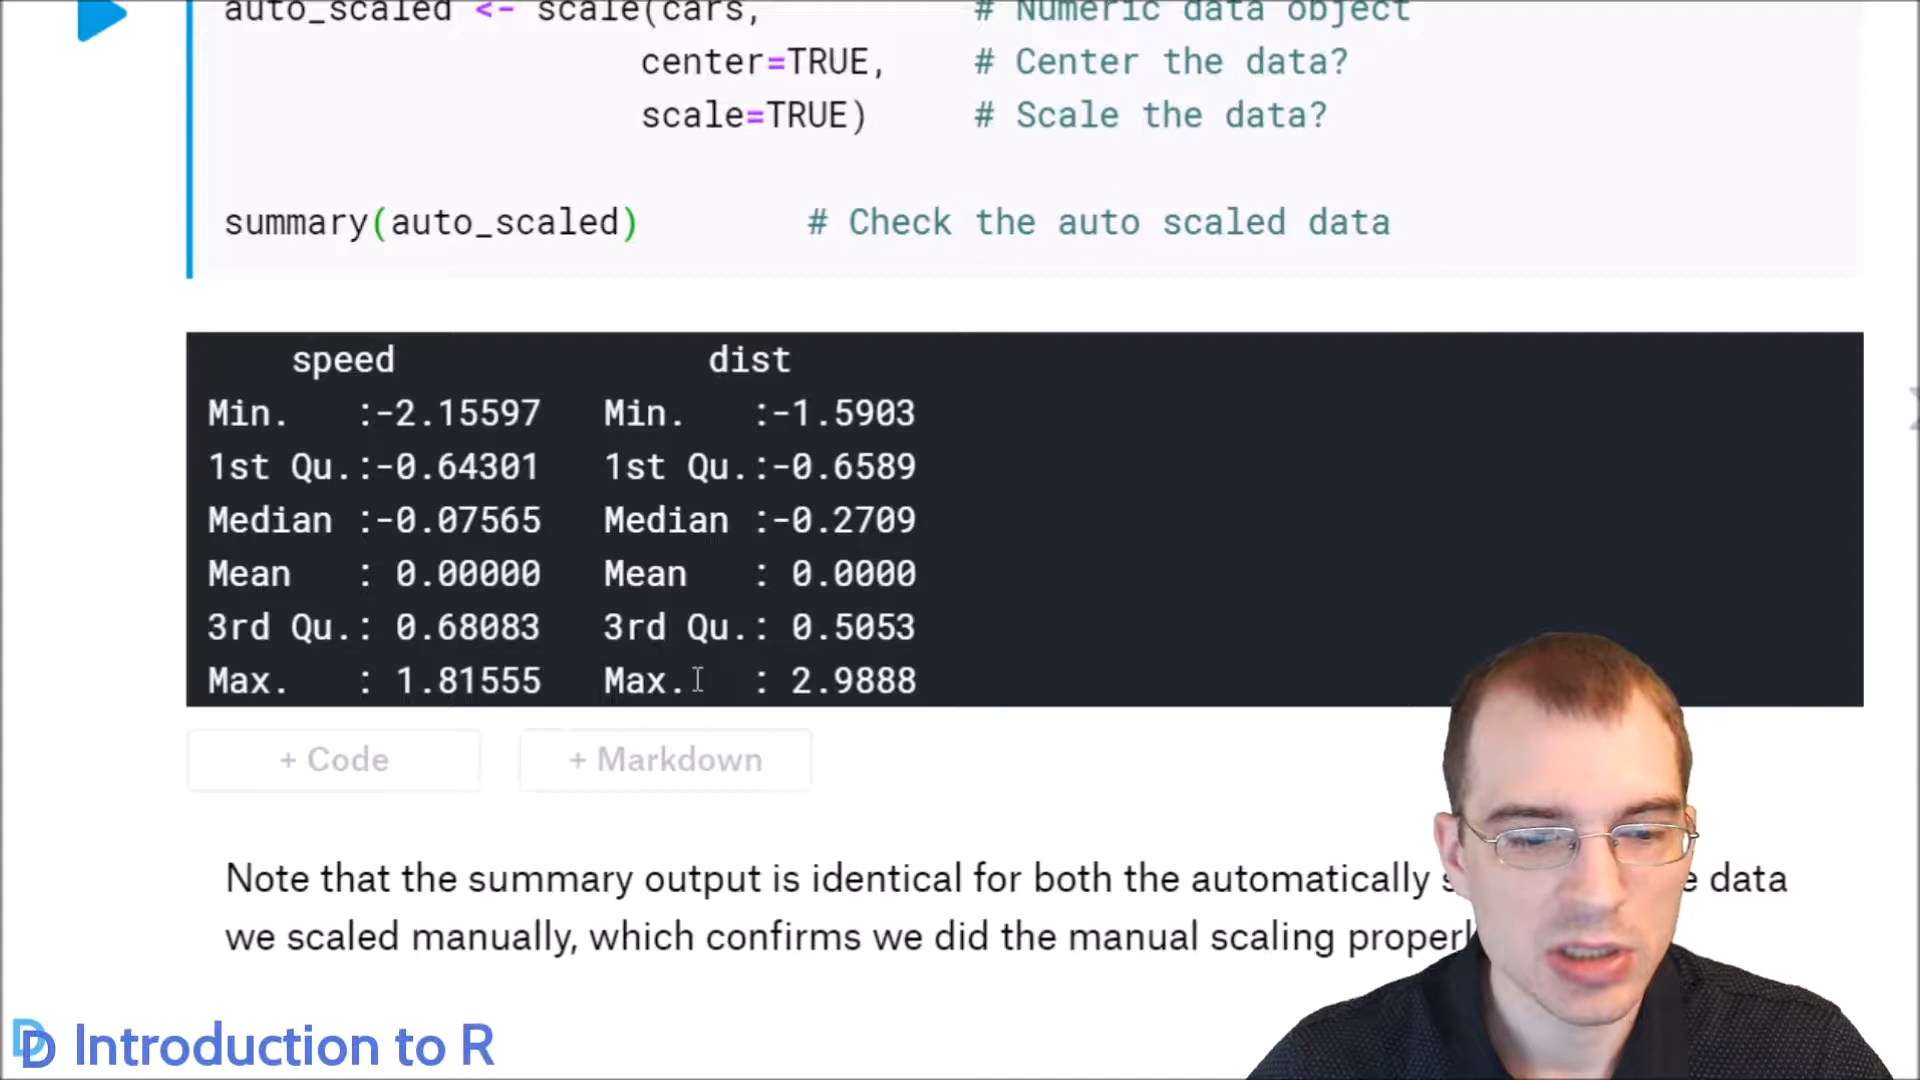 auto_scaled <- scale(cars,    # Numeric data object
center=TRUE,    # Center the data?
scale=TRUE)    # Scale the data?
summary(auto_scaled)    # Check the auto scaled data
speed    dist
Min.   :-2.15597   Min.   :-1.5903
1st Qu.:-0.64301   1st Qu.:-0.6589
Median :-0.07565   Median :-0.2709
Mean   : 0.00000   Mean   : 0.0000
3rd Qu.: 0.68083   3rd Qu.: 0.5053
Max.   : 1.81555   Max.   : 2.9888
+ Code    + Markdown
Note that the summary output is identical for both the automatically data
we scaled manually, which confirms we did the manual scaling
Introduction to R